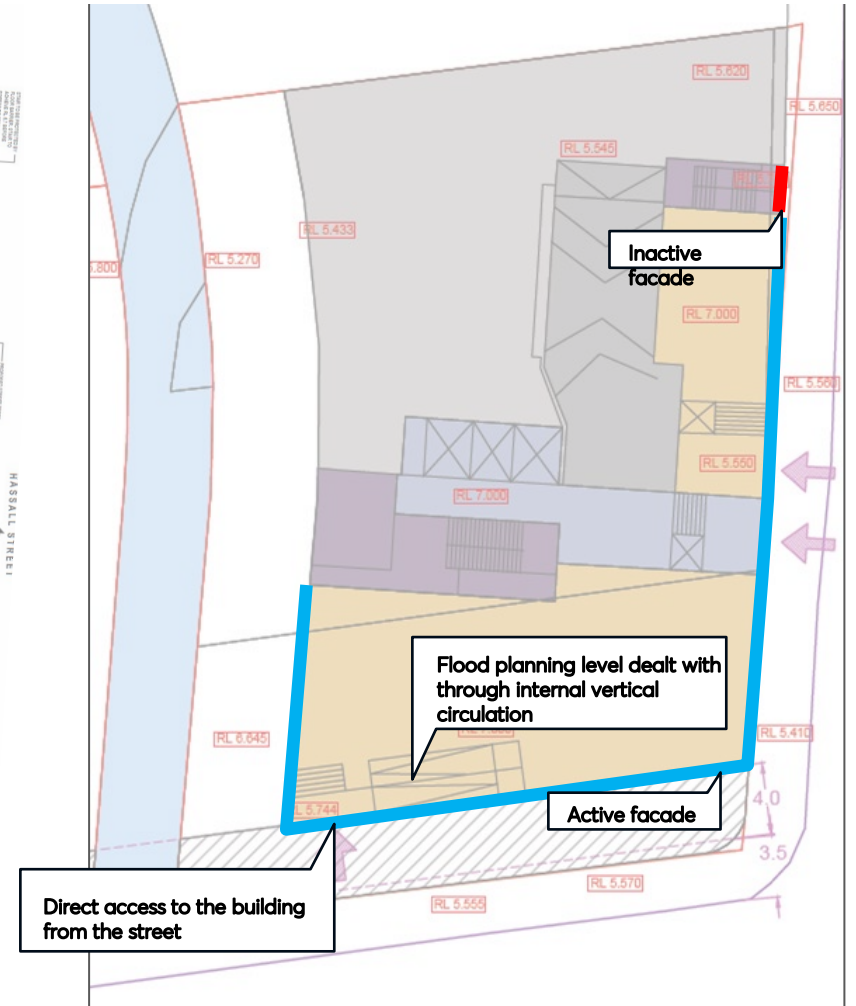 RL 5.620
RL 5.650
RL 5.545
RL 5.433
RL 5.270
5.800
Inactive
facade
RL 7.000
RL 5.560
RL 5.550
RL 7.000
HASSALL STREET
Flood planning level dealt with
through internal vertical
circulation
RL 6.645
RL 5.410
L 5.744
Active facade
4.0
3.5
RL 5.570
RL 5.555
Direct access to the building
from the street